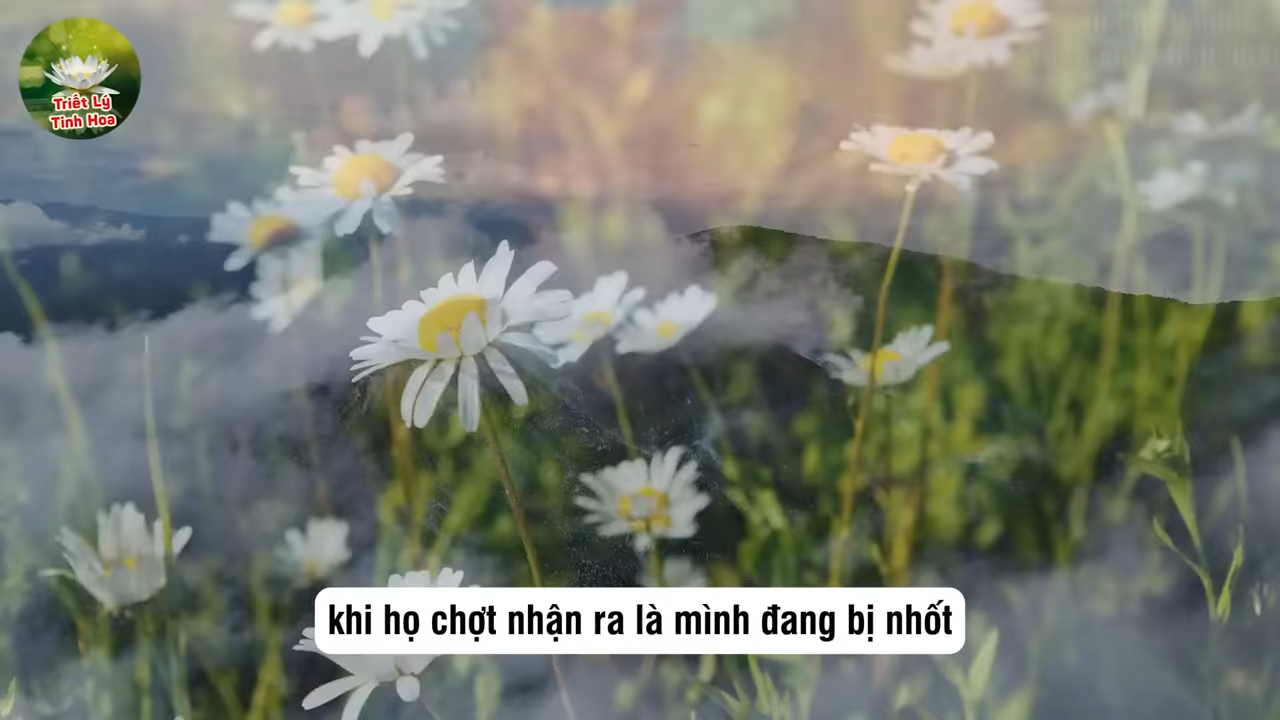 Triết Lý
Tinh Hoa
khi họ chợt nhận ra là mình đang bị nhốt